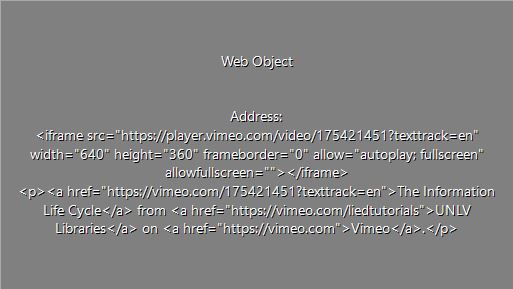 Web Object
Address:
<iframe src="https://player.vimeo.com/video/175421451?texttrack=en"
width="640" height="360" frameborder="0" allow="autoplay; fullscreen"
allowfullscreen=""></iframe>
<p><a href="https://vimeo.com/175421451?texttrack=en">The Information
Life Cycle</a> from <a href="https://vimeo.com/liedtutorials">UNLV
Libraries</a> on <a href="https://vimeo.com">Vimeo</a>.</p>